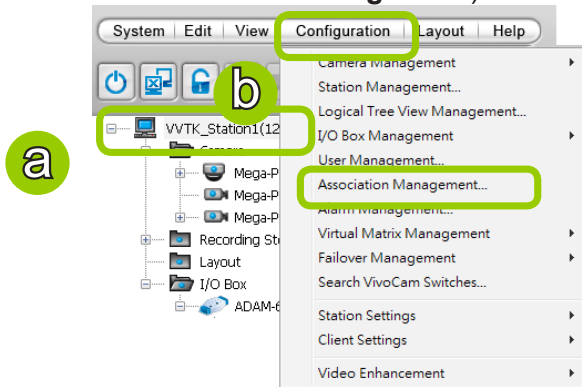 System Edit View Configuration Layout Help
b
a
VVTK_Station1(12
Camera
Mega-P
Mega-P
Mega-P
Recording Sto
Layout
I/O Box
ADAM-6
Camera Management
Station Management...
Logical Tree View Management...
I/O Box Management
User Management...
Association Management...
Alarm Management...
Virtual Matrix Management
Failover Management
Search VivoCam Switches...
Station Settings
Client Settings
Video Enhancement